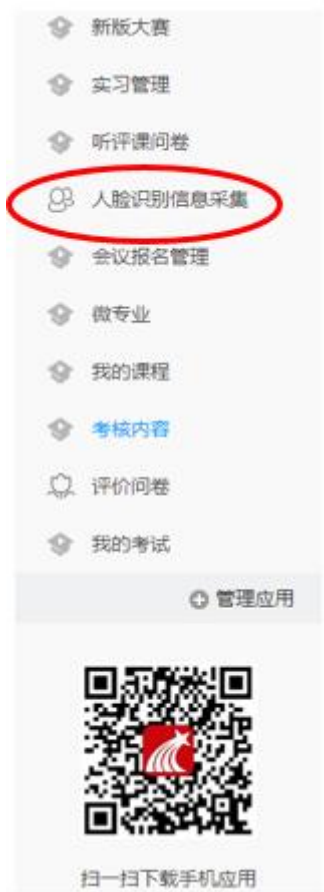 新版大赛
实习管理
听评课问卷
人脸识别信息采集
会议报名管理
微专业
我的课程
考核内容
评价问卷
我的考试
管理应用
扫一扫下载手机应用